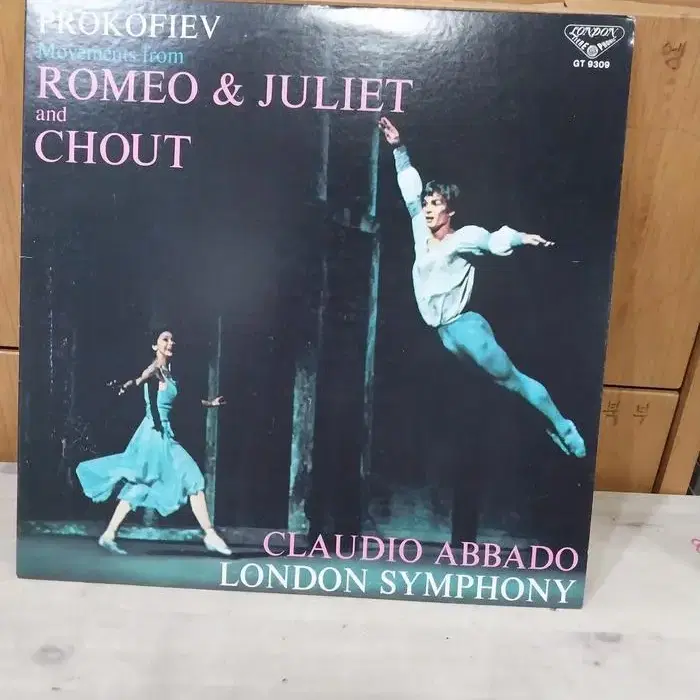 PROKOFIEV
Movements from
ROMEO & JULIET
and
CHOUT
LONDON
GT 9309
CLAUDIO ABBADO
LONDON SYMPHONY